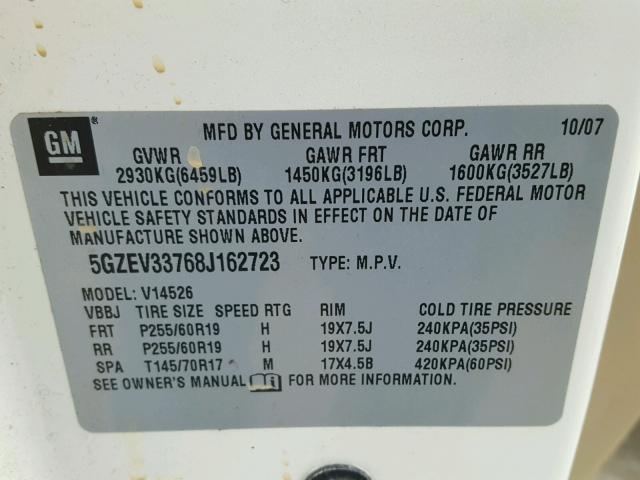 GM ®
MFD BY GENERAL MOTORS CORP. 10/07
GVWR GAWR FRT GAWR RR
2930KG(6459LB) 1450KG(3196LB) 1600KG(3527LB)
THIS VEHICLE CONFORMS TO ALL APPLICABLE U.S. FEDERAL MOTOR
VEHICLE SAFETY STANDARDS IN EFFECT ON THE DATE OF
MANUFACTURE SHOWN ABOVE.
5GZEV33768J162723 TYPE: M.P.V.
MODEL: V14526
VBBJ TIRE SIZE SPEED RTG RIM COLD TIRE PRESSURE
FRT P255/60R19 H 19X7.5J 240KPA(35PSI)
RR P255/60R19 H 19X7.5J 240KPA(35PSI)
SPA T145/70R17 M 17X4.5B 420KPA(60PSI)
SEE OWNER'S MANUAL i FOR MORE INFORMATION.